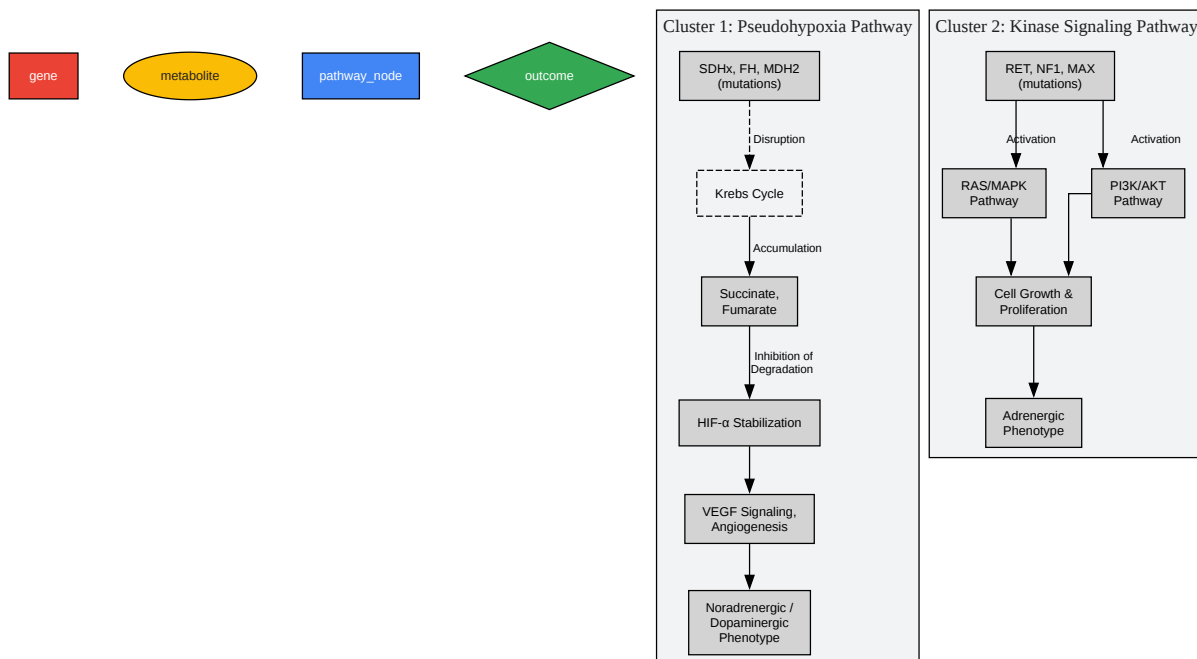 gene
metabolite
pathway_node
outcome
Cluster 1: Pseudohypoxia Pathway
SDHx, FH, MDH2
(mutations)
Disruption
Krebs Cycle
Accumulation
Succinate,
Fumarate
Inhibition of
Degradation
HIF-α Stabilization
VEGF Signaling,
Angiogenesis
Noradrenergic /
Dopaminergic
Phenotype
Cluster 2: Kinase Signaling Pathway
RET, NF1, MAX
(mutations)
Activation
Activation
RAS/MAPK
Pathway
PI3K/AKT
Pathway
Cell Growth &
Proliferation
Adrenergic
Phenotype